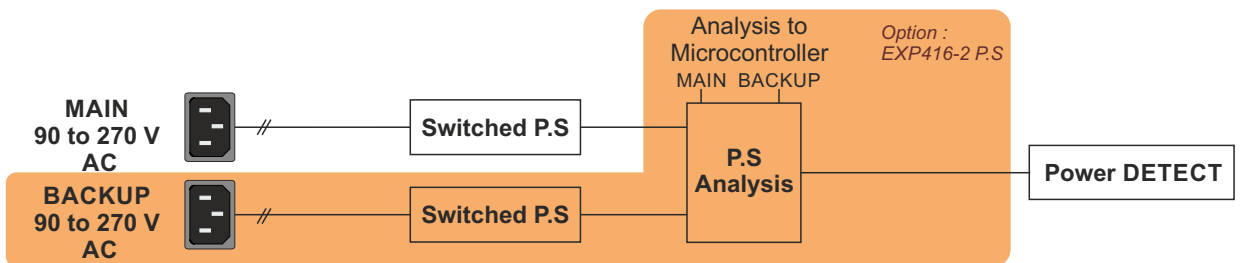 Analysis to
Microcontroller
MAIN BACKUP
Option :
EXP416-2 P.S
MAIN
90 to 270 V
AC
Switched P.S
P.S
Analysis
Power DETECT
BACKUP
90 to 270 V
AC
Switched P.S